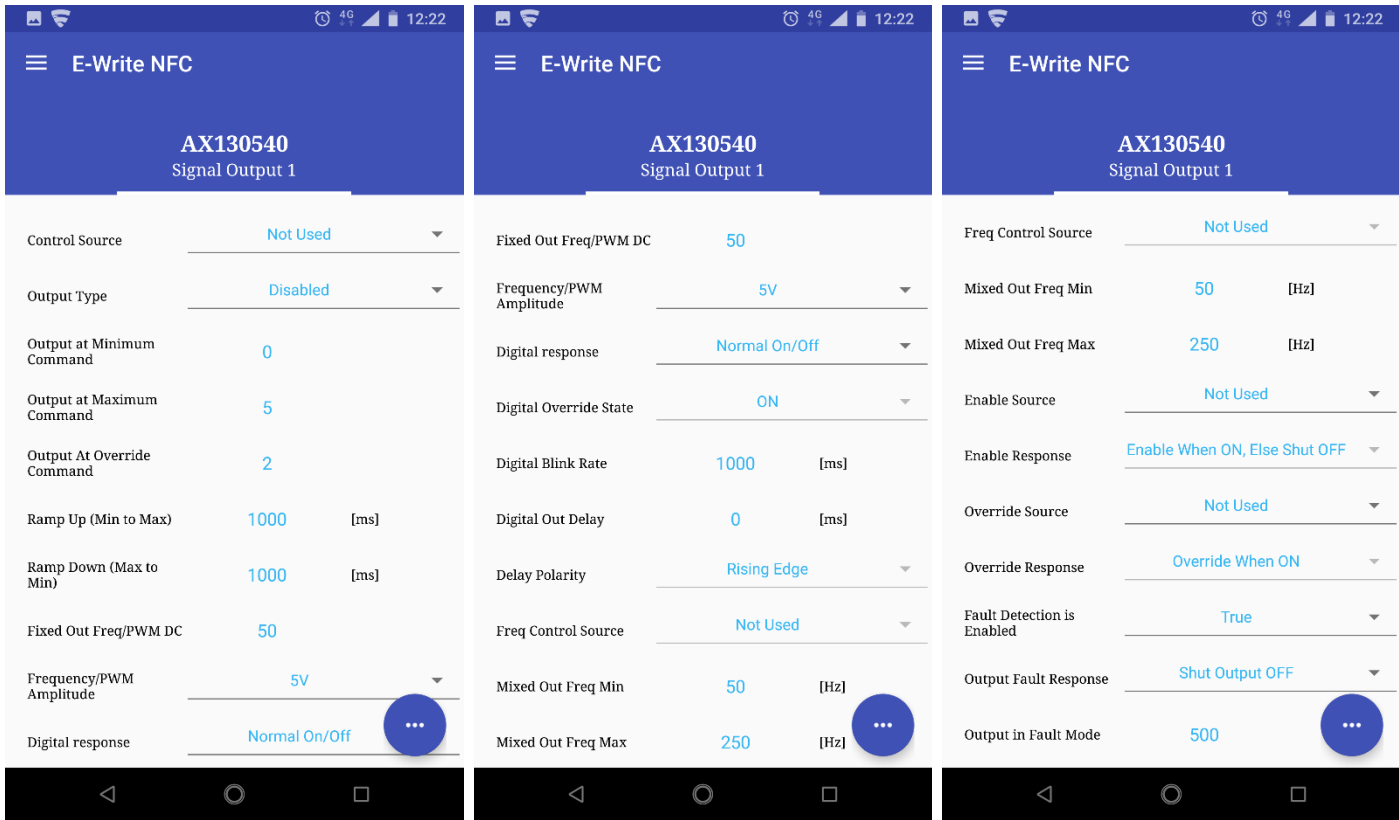 4G 12:22
E-Write NFC
AX130540
Signal Output 1
Control Source Not Used
Output Type Disabled
Output at Minimum
Command 0
Output at Maximum
Command 5
Output At Override
Command 2
Ramp Up (Min to Max) 1000 [ms]
Ramp Down (Max to
Min) 1000 [ms]
Fixed Out Freq/PWM DC 50
Frequency/PWM
Amplitude 5V
Digital response Normal On/Off
4G 12:22
E-Write NFC
AX130540
Signal Output 1
Fixed Out Freq/PWM DC 50
Frequency/PWM
Amplitude 5V
Digital response Normal On/Off
Digital Override State ON
Digital Blink Rate 1000 [ms]
Digital Out Delay 0 [ms]
Delay Polarity Rising Edge
Freq Control Source Not Used
Mixed Out Freq Min 50 [Hz]
Mixed Out Freq Max 250 [Hz]
4G 12:22
E-Write NFC
AX130540
Signal Output 1
Freq Control Source Not Used
Mixed Out Freq Min 50 [Hz]
Mixed Out Freq Max 250 [Hz]
Enable Source Not Used
Enable Response Enable When ON, Else Shut OFF
Override Source Not Used
Override Response Override When ON
Fault Detection is
Enabled True
Output Fault Response Shut Output OFF
Output in Fault Mode 500